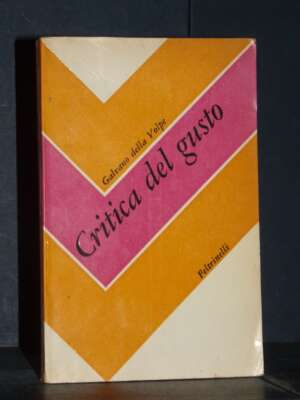 Galvano della Volpe
Critica del gusto
Feltrinelli